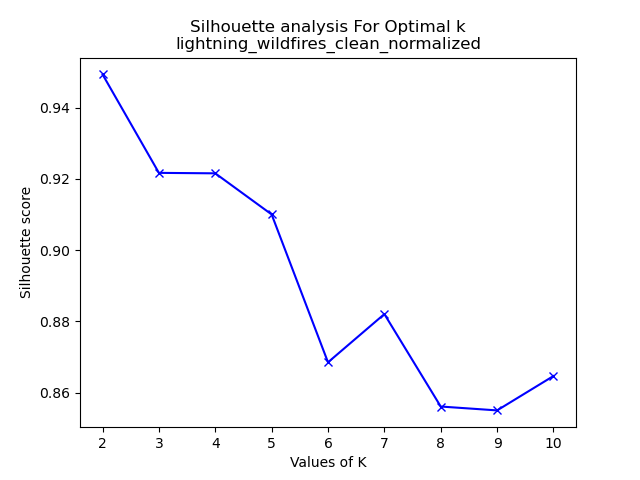 Silhouette analysis For Optimal k
lightning_wildfires_clean_normalized
0.94
0.92
0.90
0.88
0.86
Silhouette score
2 3 4 5 6 7 8 9 10
Values of K